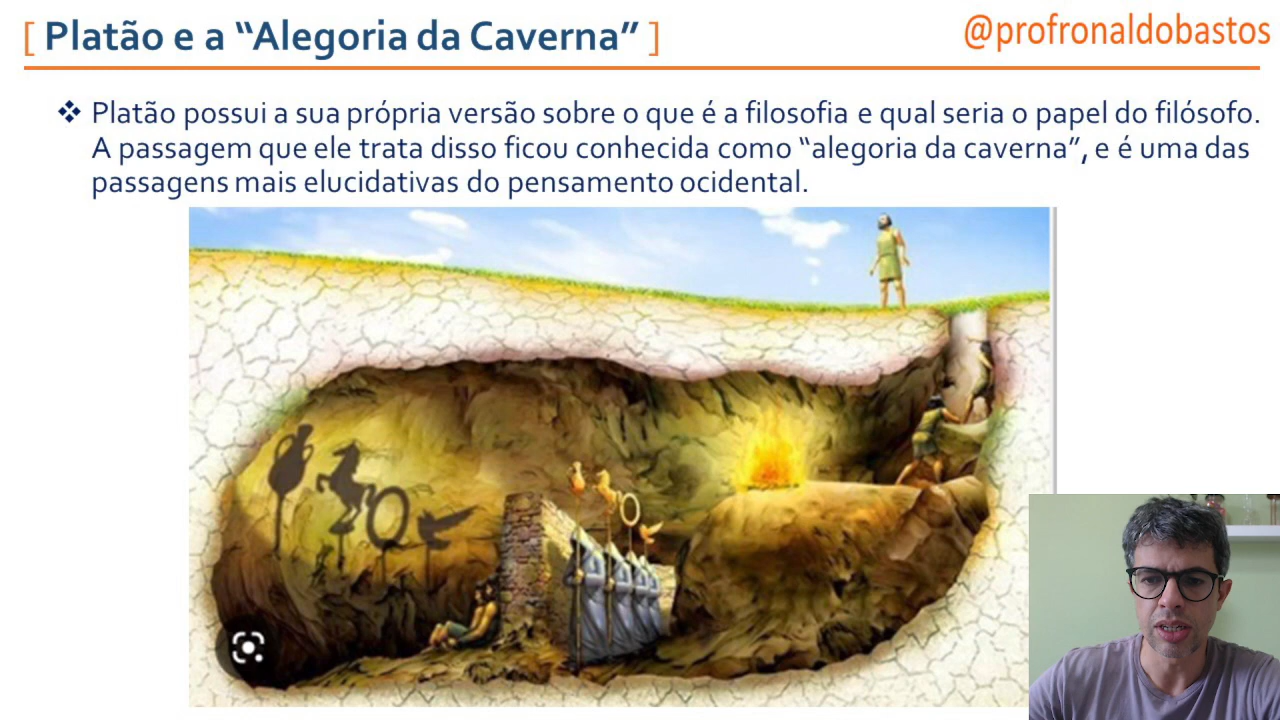 [ Platão e a “Alegoria da Caverna” ]
@profronaldobastos
❖ Platão possui a sua própria versão sobre o que é a filosofia e qual seria o papel do filósofo.
A passagem que ele trata disso ficou conhecida como “alegoria da caverna”, e é uma das
passagens mais elucidativas do pensamento ocidental.